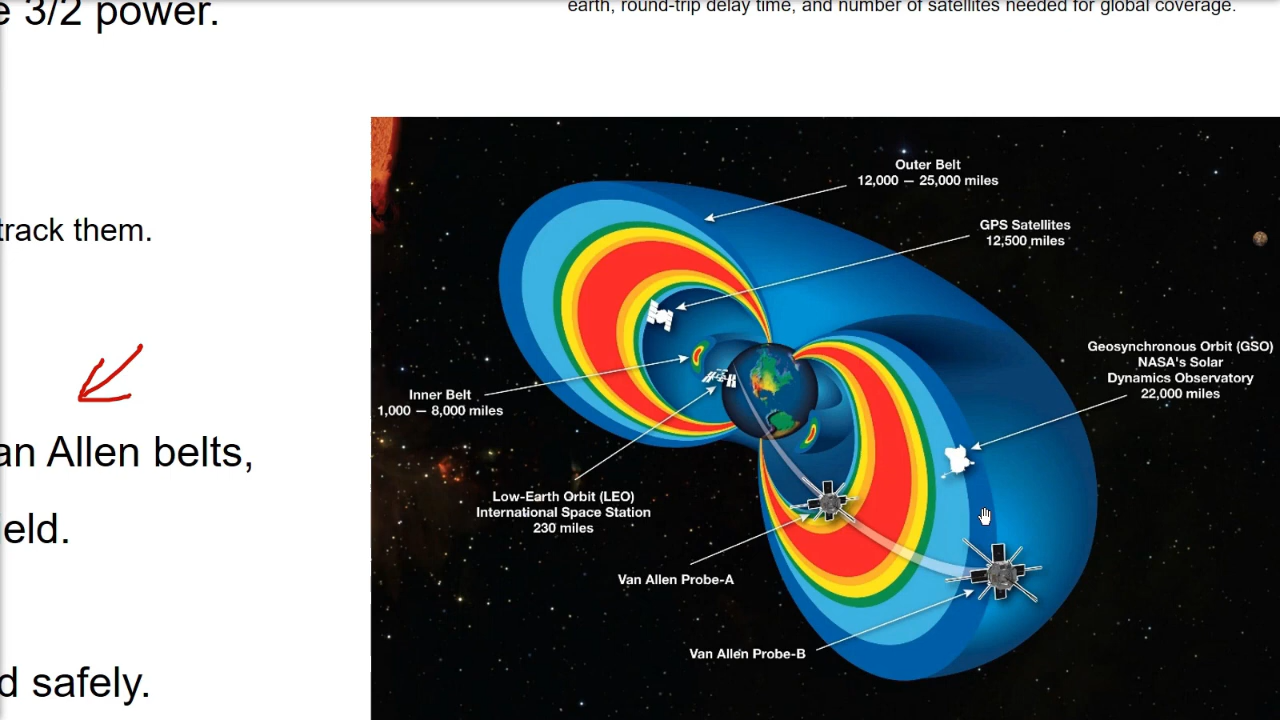 e 3/2 power.
earth, round-trip delay time, and number of satellites needed for global coverage.
track them.
an Allen belts,
eld.
d safely.
Outer Belt
12,000 — 25,000 miles
GPS Satellites
12,500 miles
Geosynchronous Orbit (GSO)
NASA's Solar
Dynamics Observatory
22,000 miles
Inner Belt
1,000 — 8,000 miles
Low-Earth Orbit (LEO)
International Space Station
230 miles
Van Allen Probe-A
Van Allen Probe-B